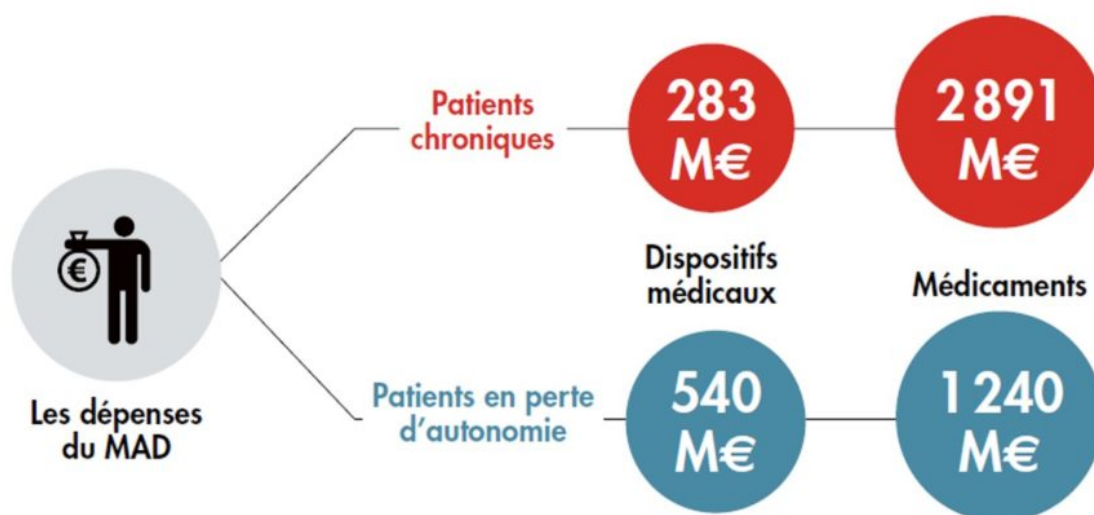 Patients
chroniques
283
M€
2 891
M€
Dispositifs
médicaux
Médicaments
€
Les dépenses
du MAD
Patients en perte
d'autonomie
540
M€
1 240
M€